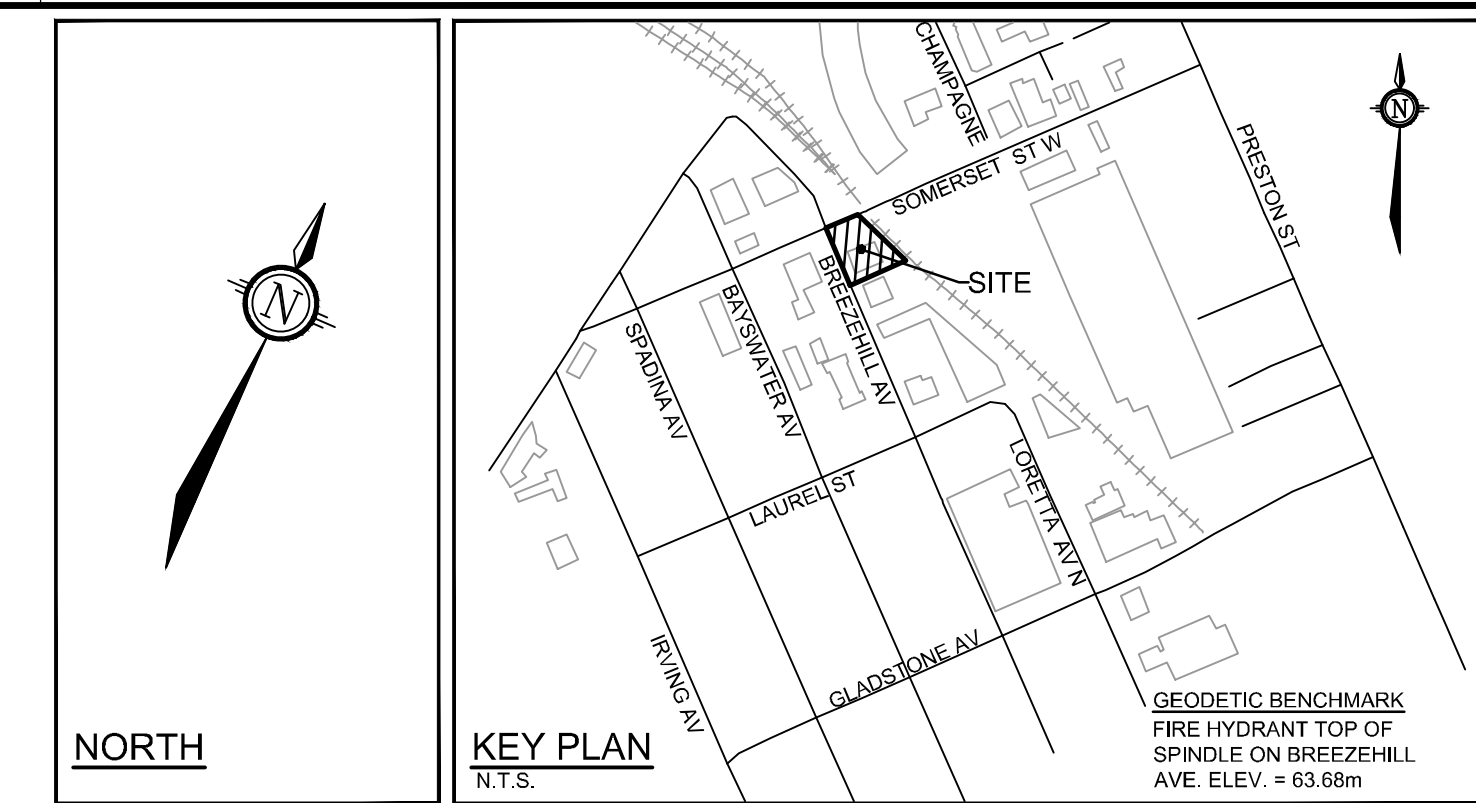 N
NORTH
CHAMPAGNE
N
PRESTON ST
SOMERSET ST W
SITE
BREEZEHILL AV
BAYSWATER AV
SPADINA AV
LORETTA AV N
LAUREL ST
IRVING AV
GLADSTONE AV
KEY PLAN
N.T.S.
GEODETIC BENCHMARK
FIRE HYDRANT TOP OF
SPINDLE ON BREEZEHILL
AVE. ELEV. = 63.68m